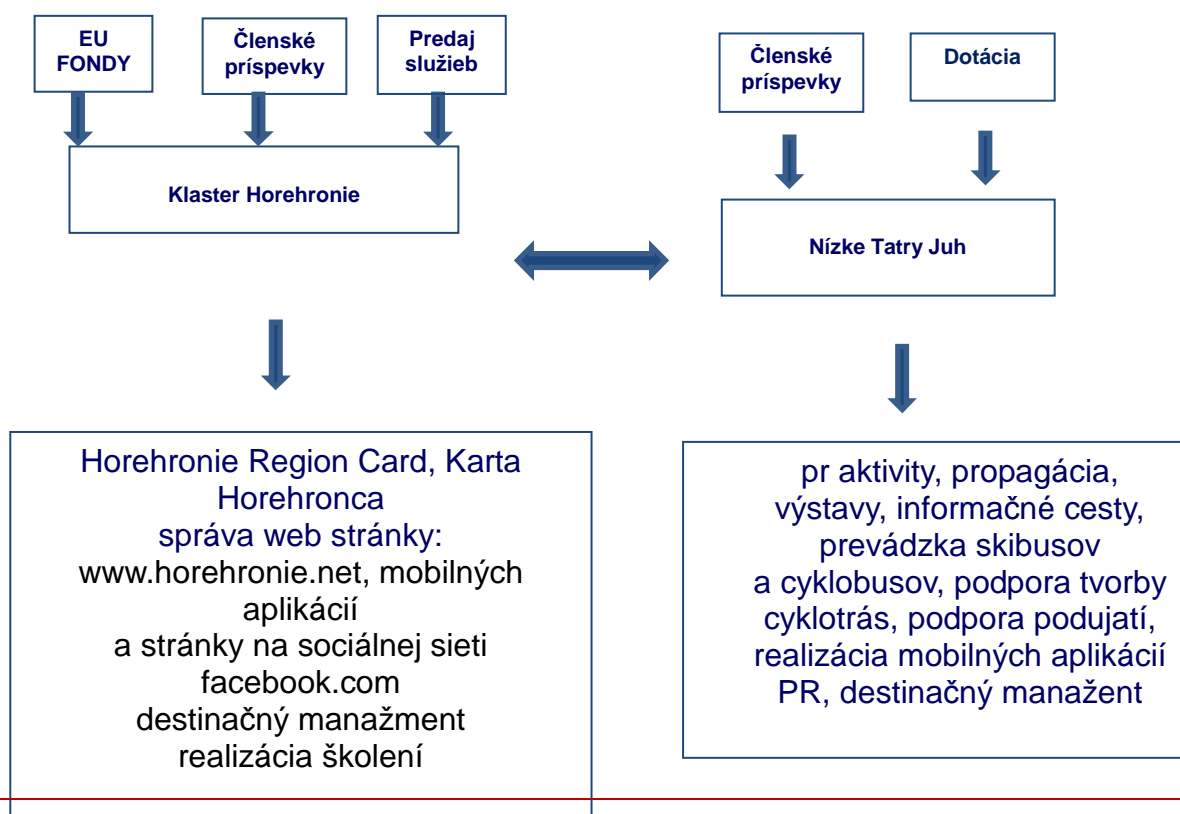 EU
FONDY
Členské
príspevky
Predaj
služieb
Klaster Horehronie
Členské
príspevky
Dotácia
Nízke Tatry Juh
Horehronie Region Card, Karta
Horehronca
správa web stránky:
www.horehronie.net, mobilných
aplikácií
a stránky na sociálnej sieti
facebook.com
destinačný manažment
realizácia školení
pr aktivity, propagácia,
výstavy, informačné cesty,
prevádzka skibusov
a cyklobusov, podpora tvorby
cyklotrás, podpora podujatí,
realizácia mobilných aplikácií
PR, destinačný manažent